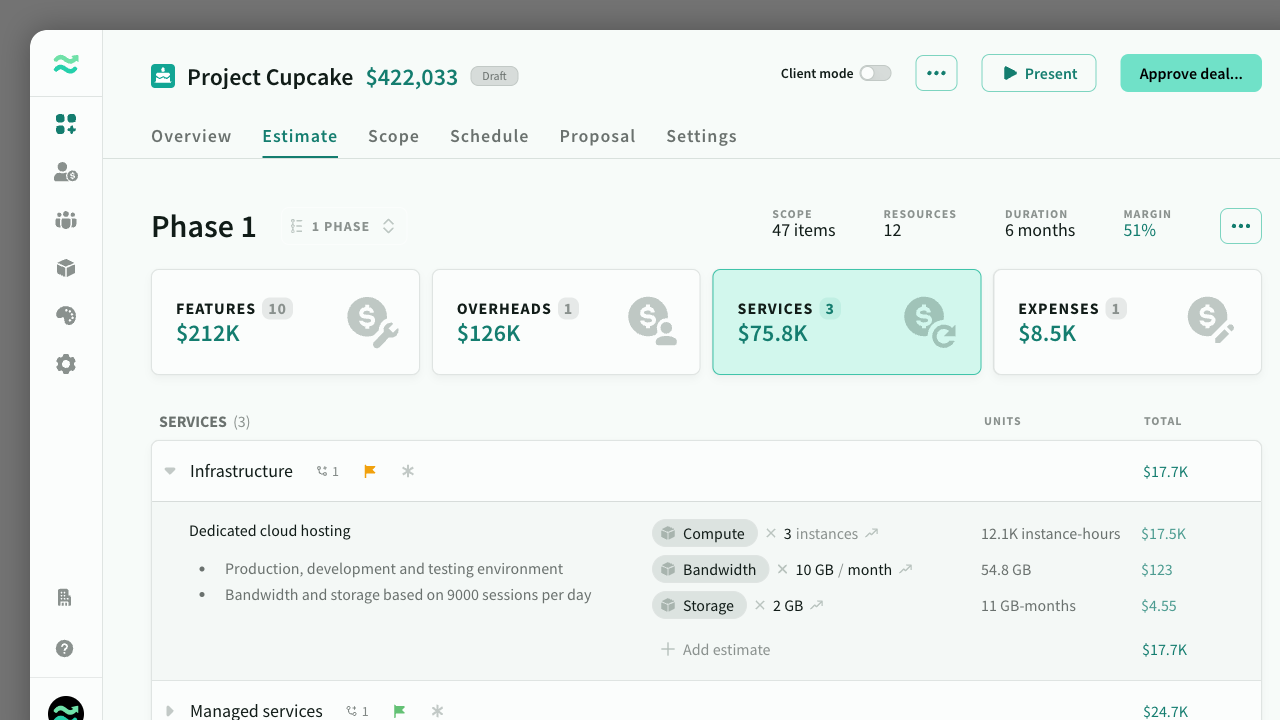 Project Cupcake $422,033 Draft
Client mode
Present
Approve deal...
Overview Estimate Scope Schedule Proposal Settings
Phase 1
1 PHASE
SCOPE
47 items
RESOURCES
12
DURATION
6 months
MARGIN
51%
FEATURES 10
$212K
OVERHEADS 1
$126K
SERVICES 3
$75.8K
EXPENSES 1
$8.5K
SERVICES (3) UNITS TOTAL
Infrastructure 1 $17.7K
Dedicated cloud hosting
• Production, development and testing environment
• Bandwidth and storage based on 9000 sessions per day
Compute × 3 instances 12.1K instance-hours $17.5K
Bandwidth × 10 GB / month 54.8 GB $123
Storage × 2 GB 11 GB-months $4.55
+ Add estimate $17.7K
Managed services 1 $24.7K